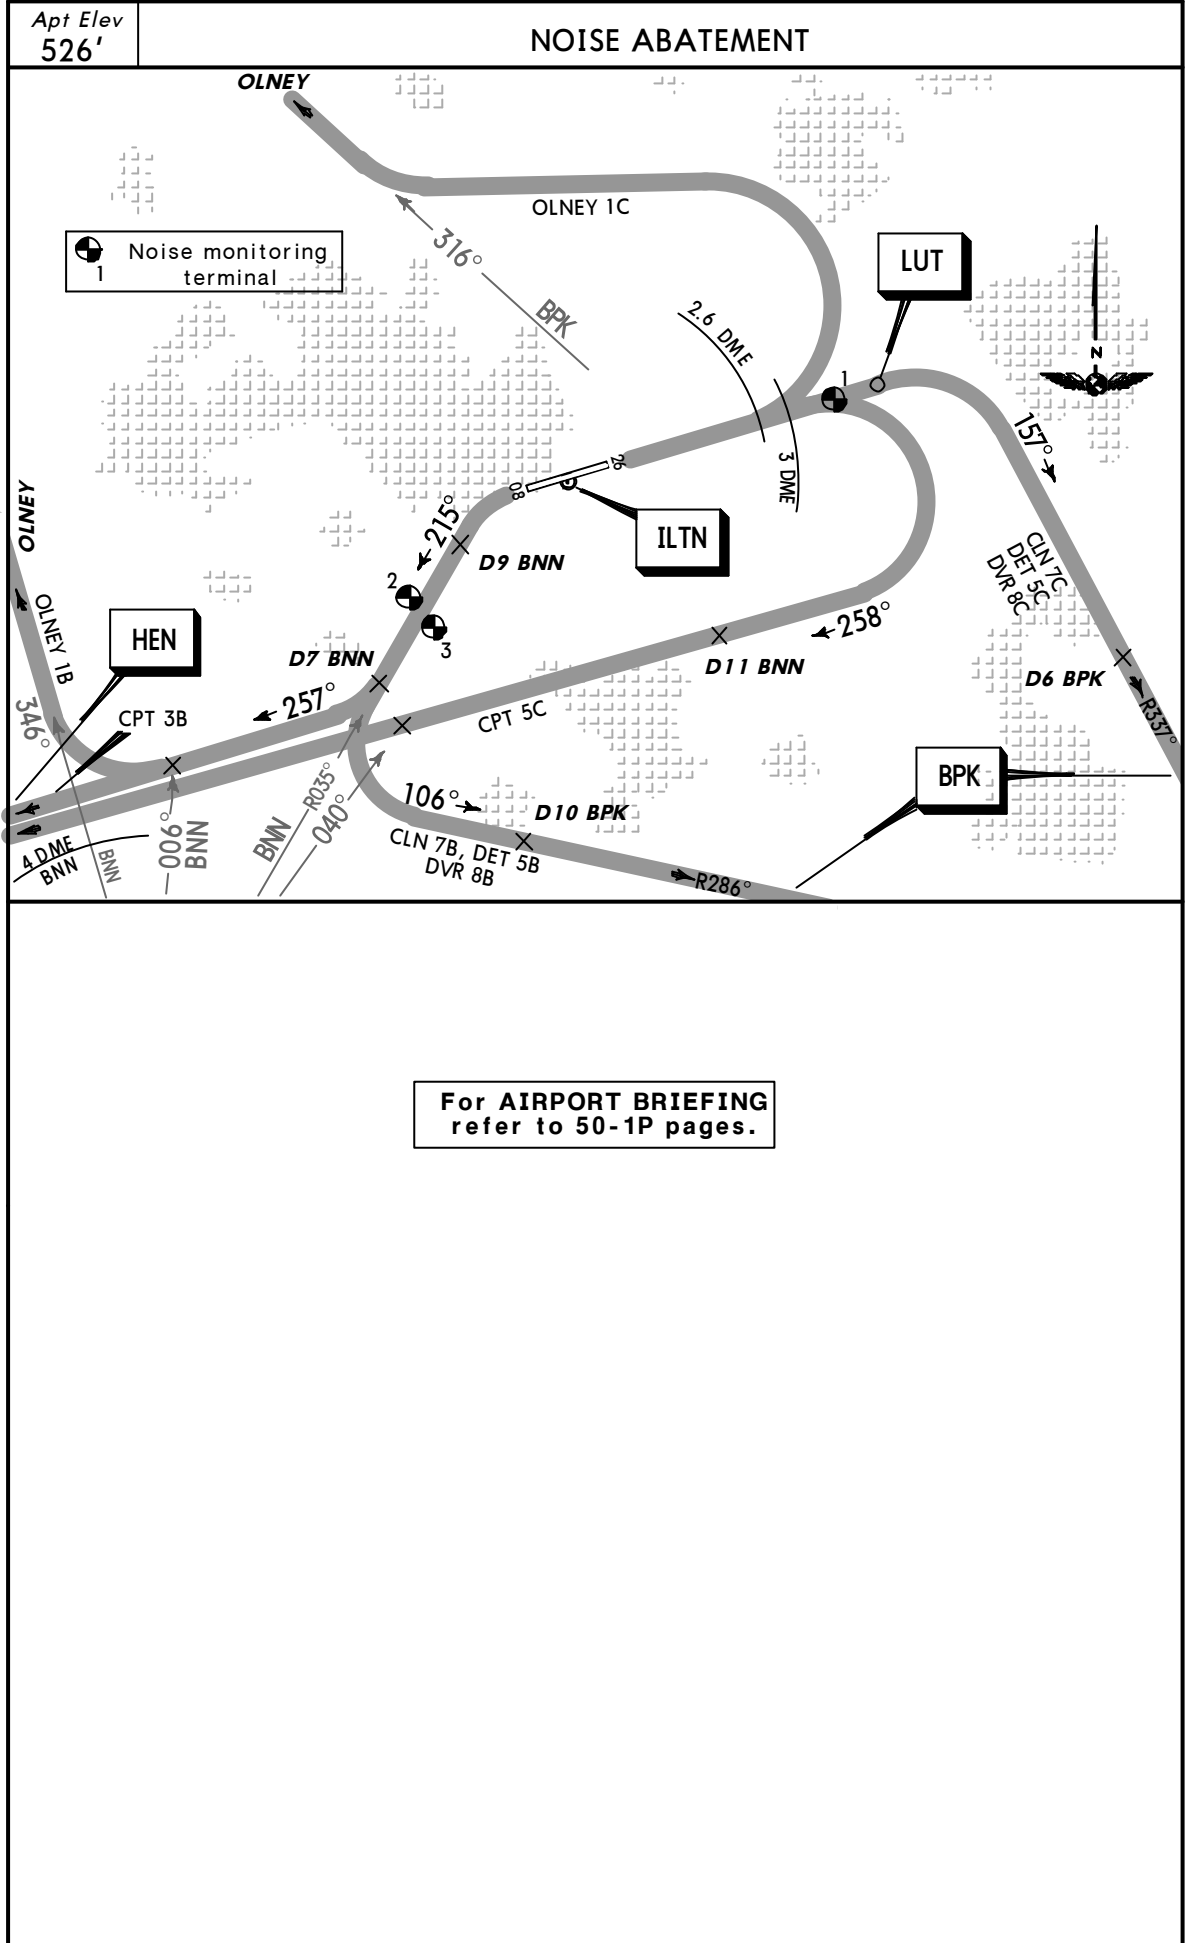 Apt Elev
526'
NOISE ABATEMENT
OLNEY
OLNEY 1C
316°
BPK
1 Noise monitoring
terminal
LUT
2.6 DME
1
N
3 DME
157°
26
08
ILTN
215°
D9 BNN
OLNEY
2
3
CLN 7C
DET 5C
DVR 8C
258°
OLNEY 1B
HEN
D7 BNN
D11 BNN
D6 BPK
257°
346°
CPT 3B
CPT 5C
R337°
BPK
R035°
BNN
040°
106°
D10 BPK
006°
BNN
4 DME
BNN
BNN
CLN 7B, DET 5B
DVR 8B
R286°
For AIRPORT BRIEFING
refer to 50-1P pages.